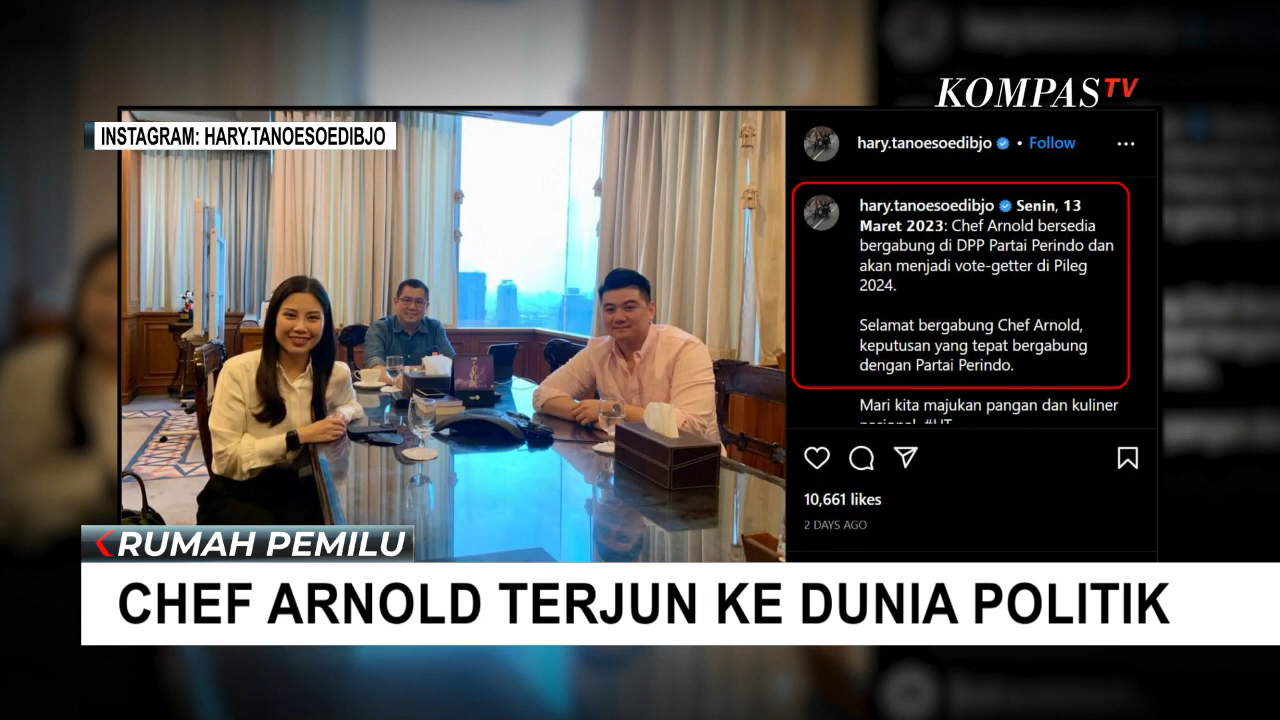 KOMPASTV
INSTAGRAM: HARY.TANOESOEDIBJO
hary.tanoesoedibjo • Follow
hary.tanoesoedibjo Senin, 13
Maret 2023: Chef Arnold bersedia
bergabung di DPP Partai Perindo dan
akan menjadi vote-getter di Pileg
2024.
Selamat bergabung Chef Arnold,
keputusan yang tepat bergabung
dengan Partai Perindo.
Mari kita majukan pangan dan kuliner
nasional. #HT
10,661 likes
2 DAYS AGO
RUMAH PEMILU
CHEF ARNOLD TERJUN KE DUNIA POLITIK